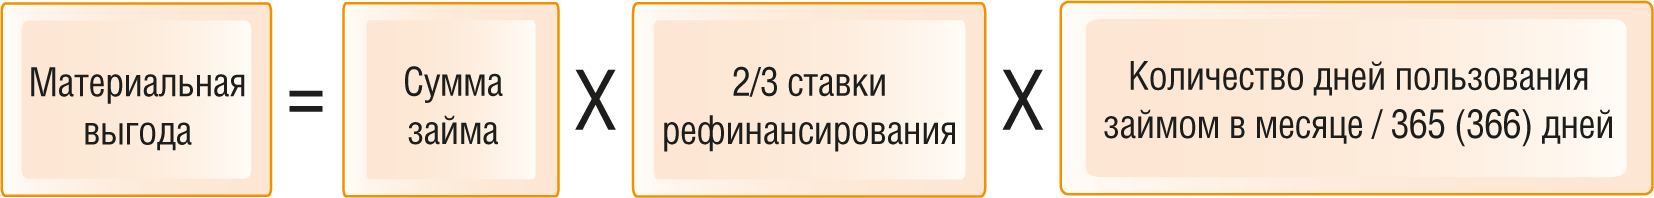 Материальная
выгода
=
Сумма
займа
X
2/3 ставки
рефинансирования
X
Количество дней пользования
займом в месяце / 365 (366) дней